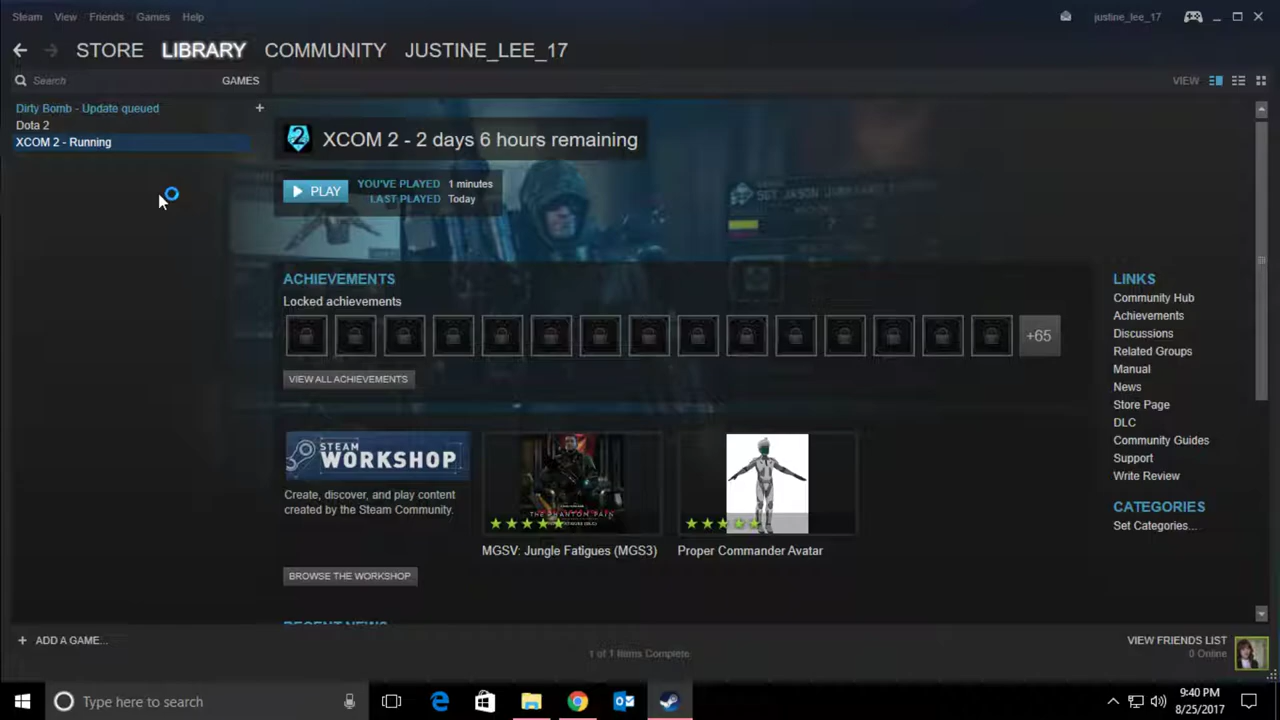 Steam View Friends Games Help
justine_lee_17
STORE LIBRARY COMMUNITY JUSTINE_LEE_17
Search GAMES
VIEW
Dirty Bomb - Update queued
Dota 2
XCOM 2 - Running
XCOM 2 - 2 days 6 hours remaining
PLAY
YOU'VE PLAYED 1 minutes
LAST PLAYED Today
ACHIEVEMENTS
Locked achievements
+65
VIEW ALL ACHIEVEMENTS
STEAM
WORKSHOP
Create, discover, and play content
created by the Steam Community.
BROWSE THE WORKSHOP
THE PHANTOM PAIN
MGSV: Jungle Fatigues (MGS3)
Proper Commander Avatar
RECENT NEWS
LINKS
Community Hub
Achievements
Discussions
Related Groups
Manual
News
Store Page
DLC
Community Guides
Support
Write Review
CATEGORIES
Set Categories...
ADD A GAME...
1 of 1 Items Complete
VIEW FRIENDS LIST
0 Online
Type here to search
9:40 PM
8/25/2017